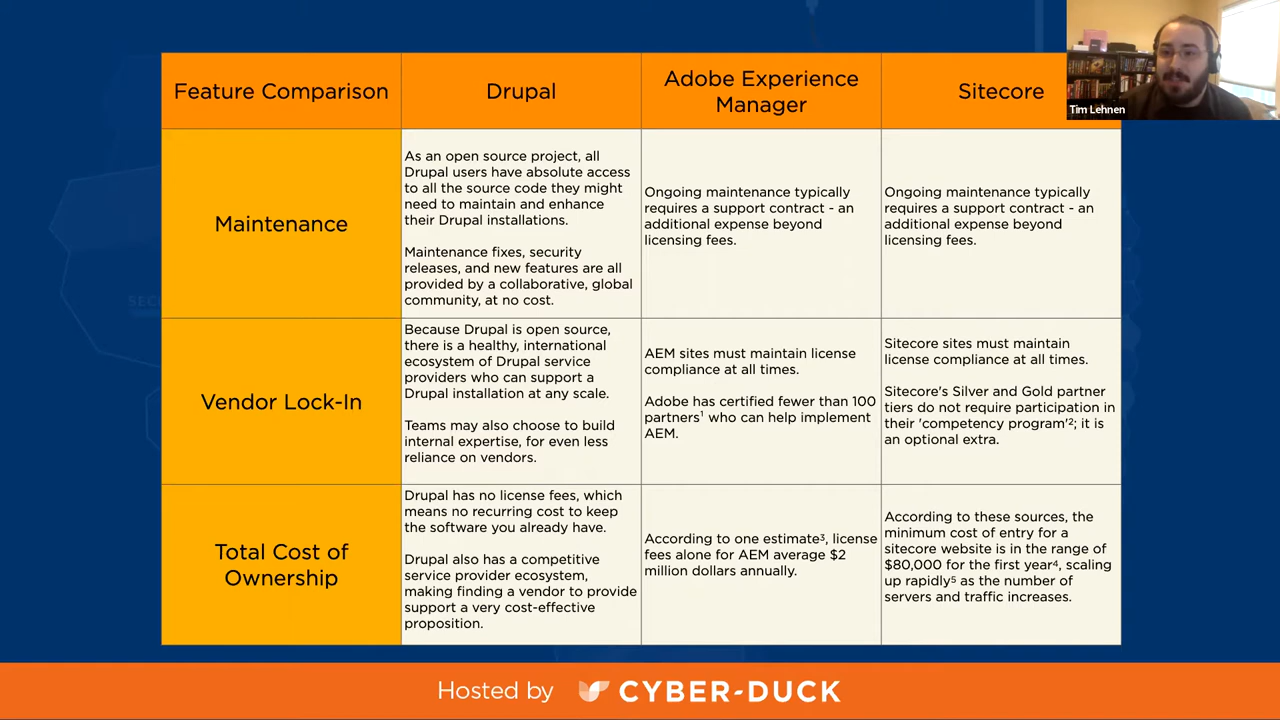 Feature Comparison
Drupal
Adobe Experience
Manager
Sitecore
Tim Lehnen
Maintenance
As an open source project, all
Drupal users have absolute access
to all the source code they might
need to maintain and enhance
their Drupal installations.
Maintenance fixes, security
releases, and new features are all
provided by a collaborative, global
community, at no cost.
Ongoing maintenance typically
requires a support contract - an
additional expense beyond
licensing fees.
Ongoing maintenance typically
requires a support contract - an
additional expense beyond
licensing fees.
Vendor Lock-In
Because Drupal is open source,
there is a healthy, international
ecosystem of Drupal service
providers who can support a
Drupal installation at any scale.
Teams may also choose to build
internal expertise, for even less
reliance on vendors.
AEM sites must maintain license
compliance at all times.
Adobe has certified fewer than 100
partners¹ who can help implement
AEM.
Sitecore sites must maintain
license compliance at all times.
Sitecore's Silver and Gold partner
tiers do not require participation in
their 'competency program'²; it is
an optional extra.
Total Cost of
Ownership
Drupal has no license fees, which
means no recurring cost to keep
the software you already have.
Drupal also has a competitive
service provider ecosystem,
making finding a vendor to provide
support a very cost-effective
proposition.
According to one estimate³, license
fees alone for AEM average $2
million dollars annually.
According to these sources, the
minimum cost of entry for a
sitecore website is in the range of
$80,000 for the first year⁴, scaling
up rapidly⁵ as the number of
servers and traffic increases.
Hosted by CYBER-DUCK